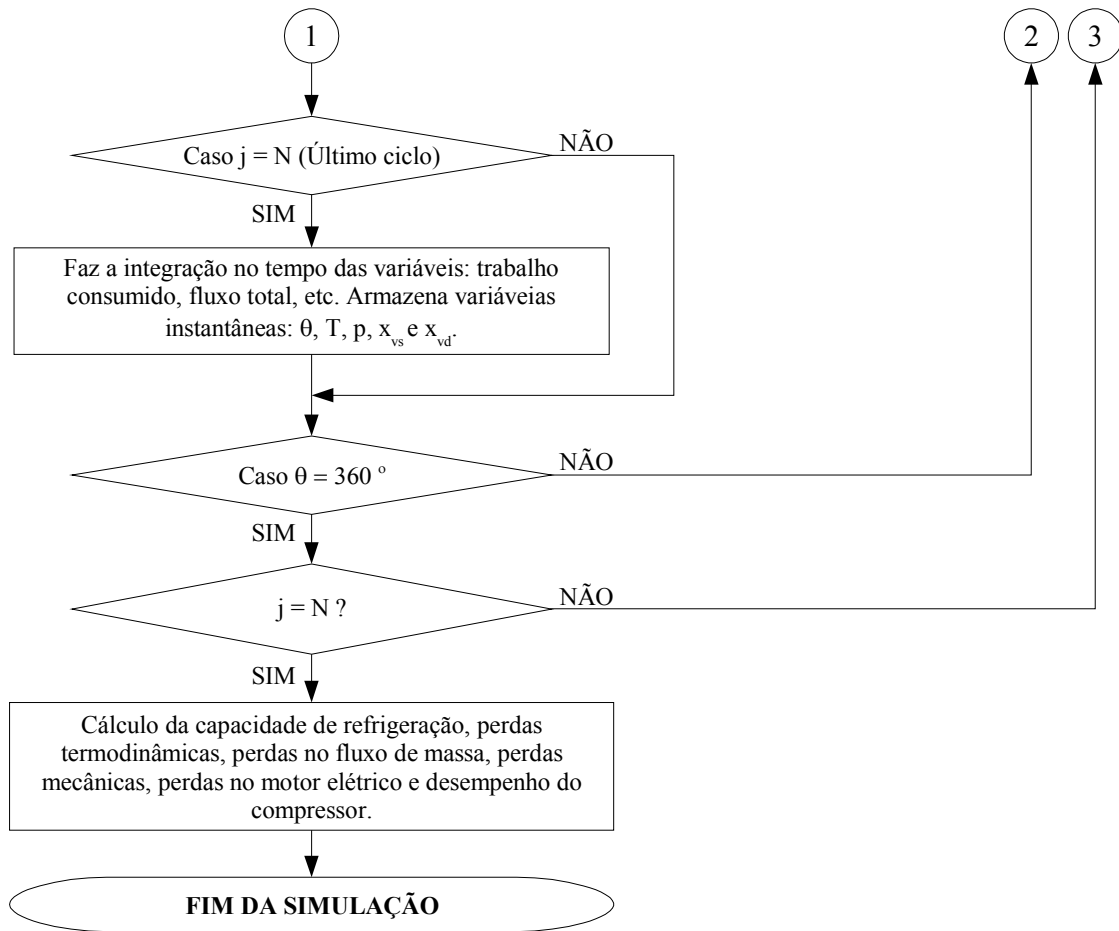 1
2
3
Caso j = N (Último ciclo)
NÃO
SIM
Faz a integração no tempo das variáveis: trabalho
consumido, fluxo total, etc. Armazena variáveias
instantâneas: θ, T, p, x_vs e x_vd.
Caso θ = 360 º
NÃO
SIM
j = N ?
NÃO
SIM
Cálculo da capacidade de refrigeração, perdas
termodinâmicas, perdas no fluxo de massa, perdas
mecânicas, perdas no motor elétrico e desempenho do
compressor.
FIM DA SIMULAÇÃO